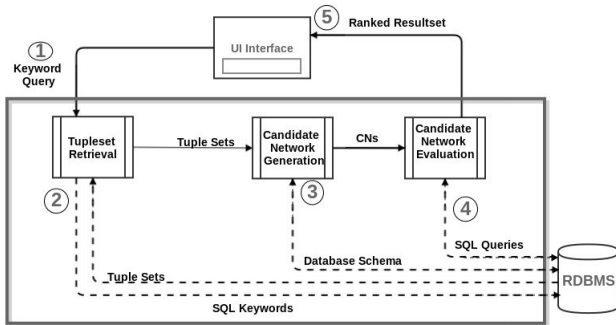 1
Keyword
Query
UI Interface
5
Ranked Resultset
Tupleset
Retrieval
Tuple Sets
Candidate
Network
Generation
CNs
Candidate
Network
Evaluation
2
3
4
SQL Queries
Database Schema
Tuple Sets
RDBMS
SQL Keywords